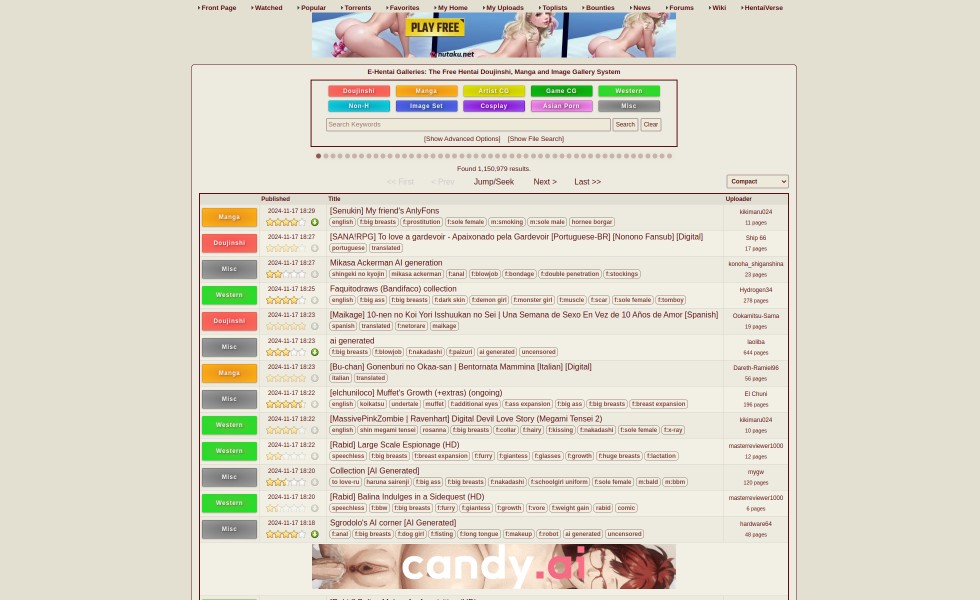 Front Page Watched Popular Torrents Favorites My Home My Uploads Toplists Bounties News Forums Wiki HentaiVerse
PLAY FREE
nutaku.net
E-Hentai Galleries: The Free Hentai Doujinshi, Manga and Image Gallery System
Doujinshi Manga Artist CG Game CG Western
Non-H Image Set Cosplay Asian Porn Misc
Search Keywords Search Clear
[Show Advanced Options] [Show File Search]
Found 1,150,979 results.
<< First < Prev Jump/Seek Next > Last >> Compact
Published Title Uploader
Manga 2024-11-17 18:29 [Senukin] My friend's AnlyFons kikimaru024
english f:big breasts f:prostitution f:sole female m:smoking m:sole male hornee borgar 11 pages
Doujinshi 2024-11-17 18:27 [SANA!RPG] To love a gardevoir - Apaixonado pela Gardevoir [Portuguese-BR] [Nonono Fansub] [Digital] Ship 66
portuguese translated 17 pages
Misc 2024-11-17 18:27 Mikasa Ackerman AI generation konoha_shiganshina
shingeki no kyojin mikasa ackerman f:anal f:blowjob f:bondage f:double penetration f:stockings 23 pages
Western 2024-11-17 18:25 Faquitodraws (Bandifaco) collection Hydrogen34
english f:big ass f:big breasts f:dark skin f:demon girl f:monster girl f:muscle f:scar f:sole female f:tomboy 278 pages
Doujinshi 2024-11-17 18:23 [Maikage] 10-nen no Koi Yori Isshuukan no Sei | Una Semana de Sexo En Vez de 10 Años de Amor [Spanish] Ookamitsu-Sama
spanish translated f:netorare maikage 19 pages
Misc 2024-11-17 18:23 ai generated laoliba
f:big breasts f:blowjob f:nakadashi f:paizuri ai generated uncensored 644 pages
Manga 2024-11-17 18:23 [Bu-chan] Gonenburi no Okaa-san | Bentornata Mammina [Italian] [Digital] Dareth-Ramiel96
italian translated 56 pages
Misc 2024-11-17 18:22 [elchuniloco] Muffet's Growth (+extras) (ongoing) El Chuni
english koikatsu undertale muffet f:additional eyes f:ass expansion f:big ass f:big breasts f:breast expansion 196 pages
Western 2024-11-17 18:22 [MassivePinkZombie | Ravenhart] Digital Devil Love Story (Megami Tensei 2) kikimaru024
english shin megami tensei rosanna f:big breasts f:collar f:hairy f:kissing f:nakadashi f:sole female f:x-ray 10 pages
Western 2024-11-17 18:22 [Rabid] Large Scale Espionage (HD) masterreviewer1000
speechless f:big breasts f:breast expansion f:furry f:giantess f:glasses f:growth f:huge breasts f:lactation 12 pages
Misc 2024-11-17 18:20 Collection [AI Generated] mygw
to love-ru haruna sairenji f:big ass f:big breasts f:nakadashi f:schoolgirl uniform f:sole female m:bald m:bbm 120 pages
Western 2024-11-17 18:20 [Rabid] Balina Indulges in a Sidequest (HD) masterreviewer1000
speechless f:bbw f:big breasts f:furry f:giantess f:growth f:vore f:weight gain rabid comic 6 pages
Misc 2024-11-17 18:18 Sgrodolo's AI corner [AI Generated] hardware64
f:anal f:big breasts f:dog girl f:fisting f:long tongue f:makeup f:robot ai generated uncensored 48 pages
candy.ai